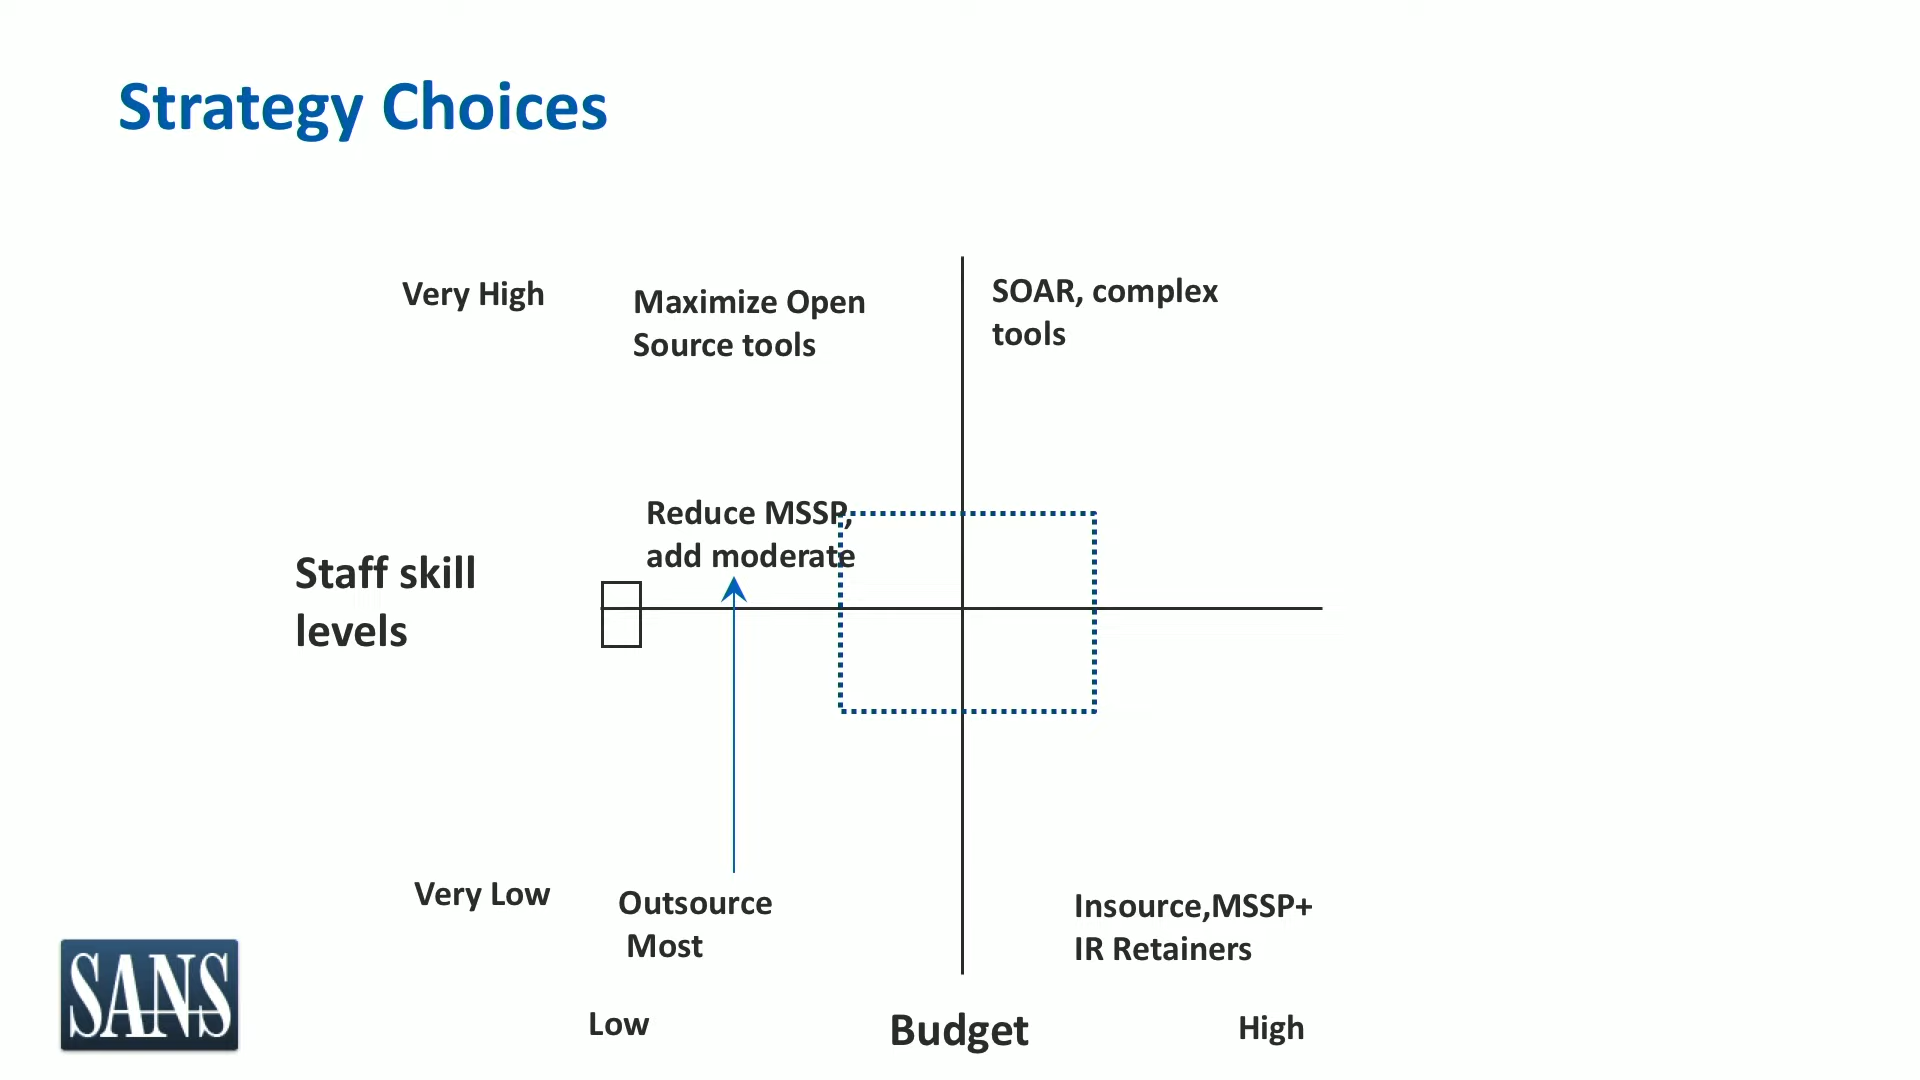 Strategy Choices
Very High
Maximize Open
Source tools
SOAR, complex
tools
Reduce MSSP,
add moderate
Staff skill
levels
Very Low
Outsource
Most
Insource,MSSP+
IR Retainers
SANS
Low
Budget
High